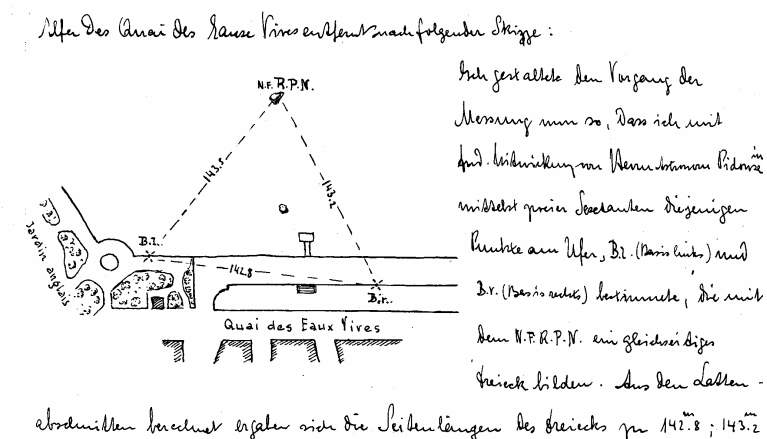 Ufer des Quai des Eaux Vives entfernt nach folgender Skizze:
N.F.R.P.N.
143.5
143.2
B.l.
142.8
B.r.
Jardin anglais
Quai des Eaux Vives
Ich gestaltete den Vorgang der
Messung nun so, dass ich mit
frdl. Mitwirkung von Herrn Astronom Pidoux
mittelst zweier Sextanten diejenigen
Punkte am Ufer, B.l. (Basis links) und
B.r. (Basis rechts) bestimmte, die mit
dem N.F.R.P.N. ein gleichseitiges
Dreieck bilden. Aus den Latten-
abschnitten berechnet ergaben sich die Seitenlängen des Dreiecks zu 142.8m; 143.2m